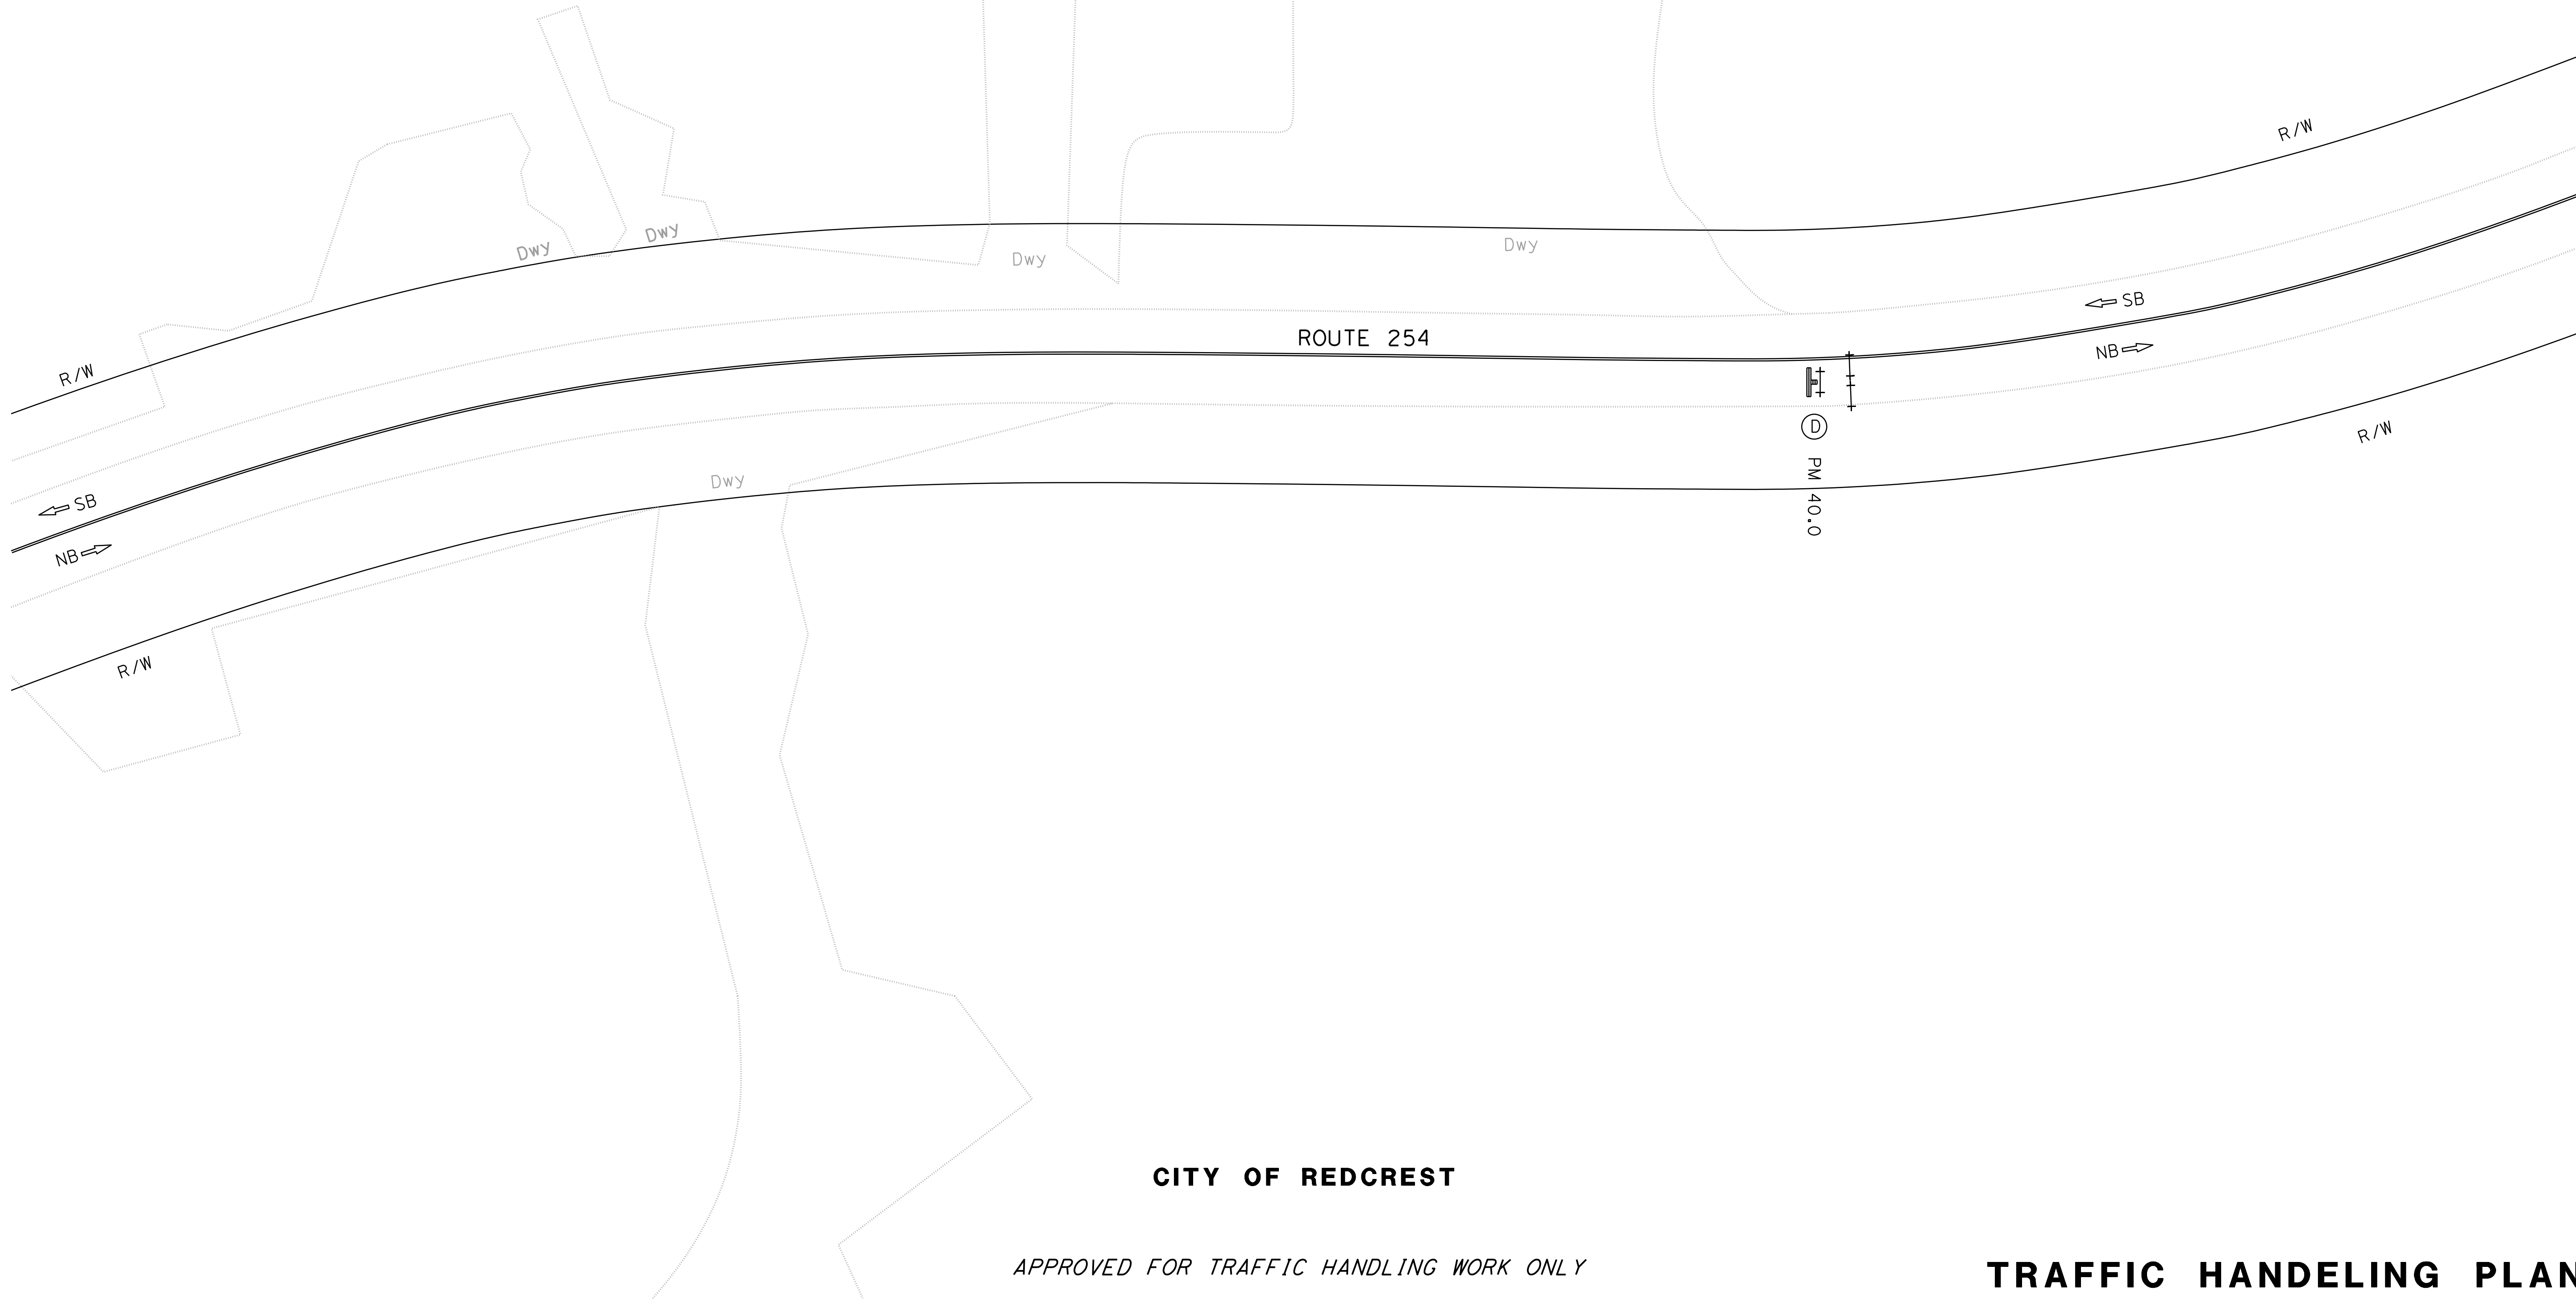 R/W
Dwy
Dwy
Dwy
Dwy
SB
ROUTE 254
NB
R/W
D
R/W
PM 40.0
Dwy
SB
NB
R/W
CITY OF REDCREST
APPROVED FOR TRAFFIC HANDLING WORK ONLY
TRAFFIC HANDELING PLAN